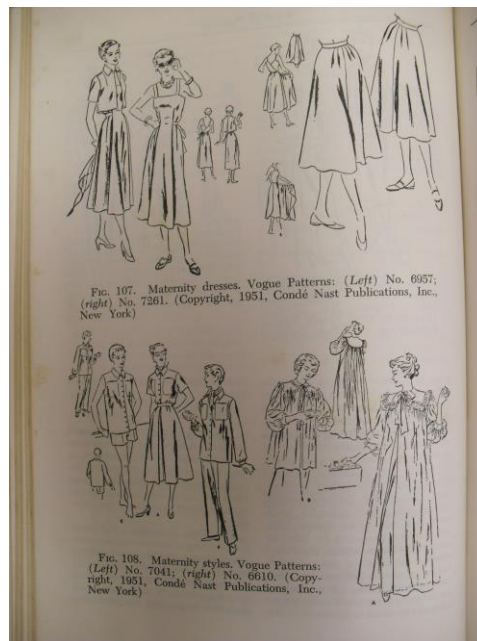 FIG. 107. Maternity dresses. Vogue Patterns: (Left) No. 6957;
(right) No. 7261. (Copyright, 1951, Condé Nast Publications, Inc.,
New York)
FIG. 108. Maternity styles. Vogue Patterns:
(Left) No. 7041; (right) No. 6610. (Copy-
right, 1951, Condé Nast Publications, Inc.,
New York)
A